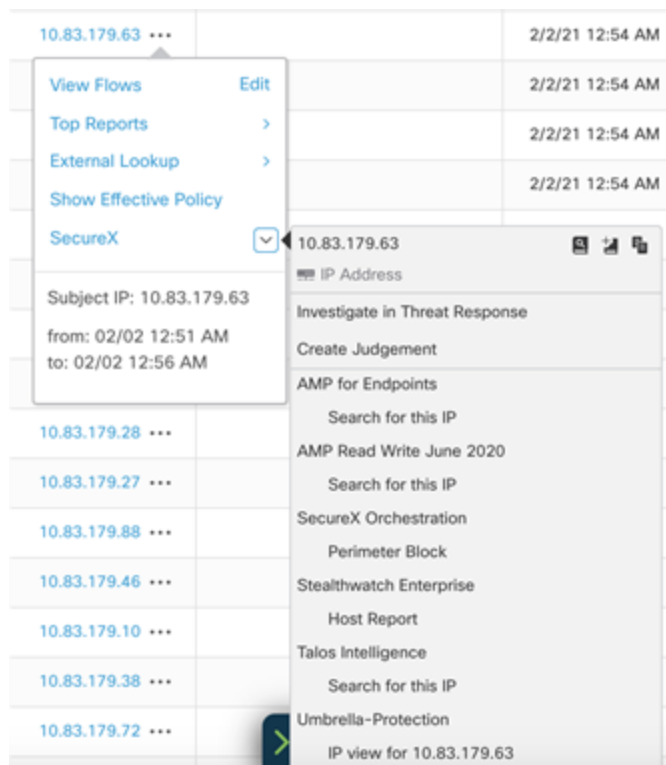 10.83.179.63 ••• 2/2/21 12:54 AM
View Flows Edit
2/2/21 12:54 AM
Top Reports >
2/2/21 12:54 AM
External Lookup >
Show Effective Policy
2/2/21 12:54 AM
SecureX
Subject IP: 10.83.179.63
from: 02/02 12:51 AM
to: 02/02 12:56 AM
10.83.179.63
IP Address
Investigate in Threat Response
Create Judgement
AMP for Endpoints
Search for this IP
AMP Read Write June 2020
Search for this IP
SecureX Orchestration
Perimeter Block
Stealthwatch Enterprise
Host Report
Talos Intelligence
Search for this IP
Umbrella-Protection
IP view for 10.83.179.63
10.83.179.28 •••
10.83.179.27 •••
10.83.179.88 •••
10.83.179.46 •••
10.83.179.10 •••
10.83.179.38 •••
10.83.179.72 •••